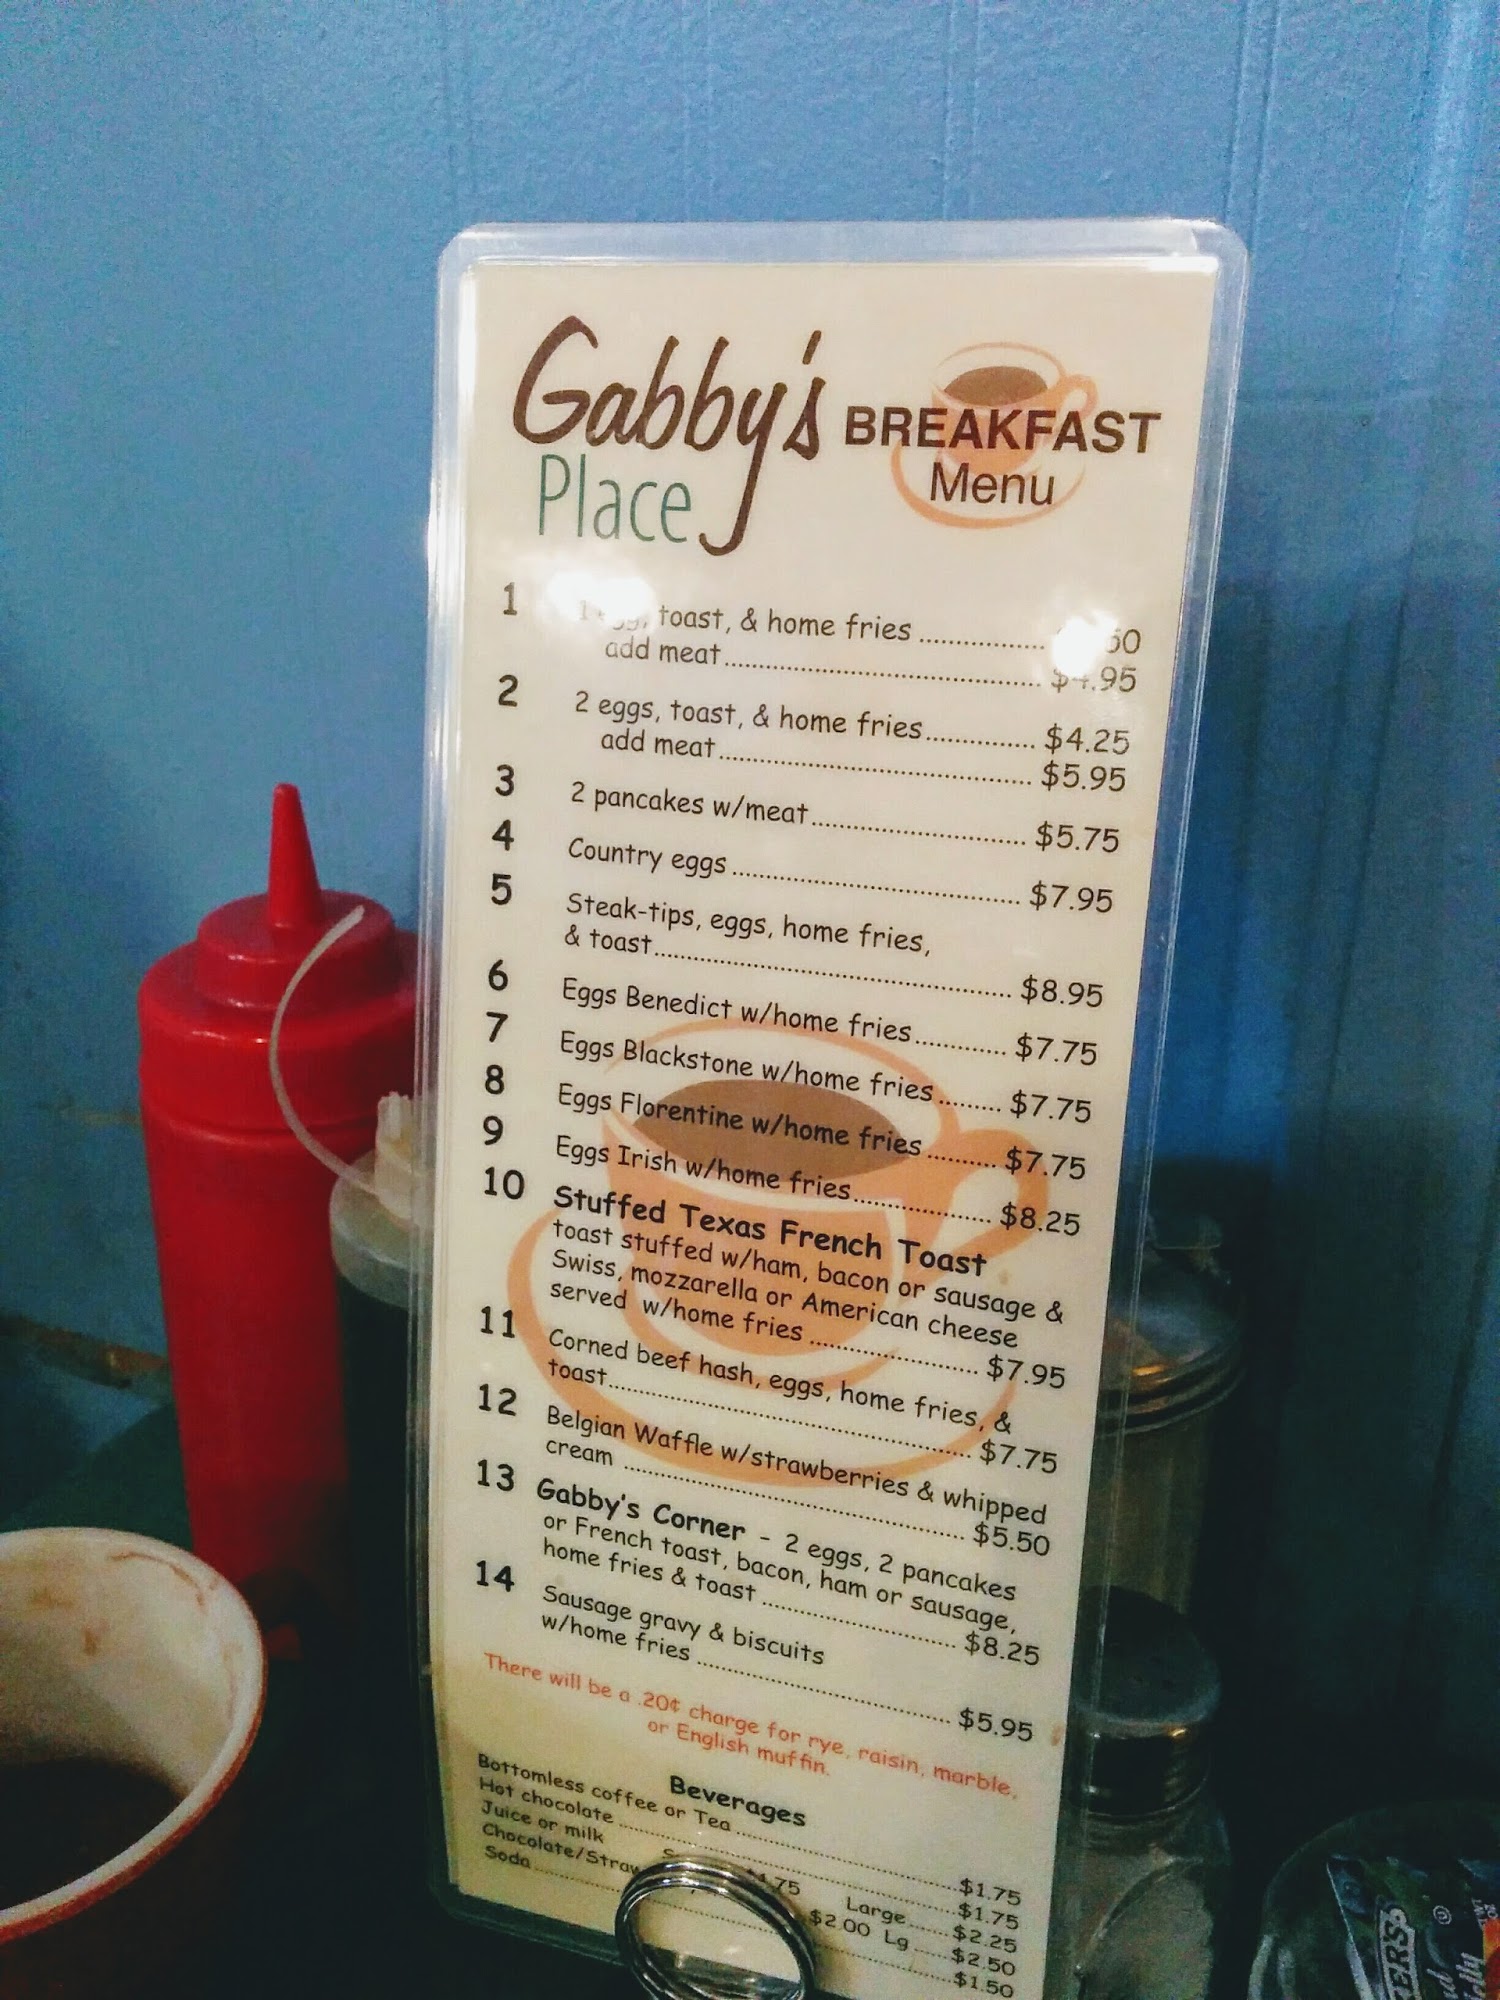 Gabby's
Place
BREAKFAST
Menu
1 toast, & home fries
add meat .95
2 2 eggs, toast, & home fries $4.25
add meat $5.95
3 2 pancakes w/meat $5.75
4 Country eggs $7.95
5 Steak-tips, eggs, home fries,
& toast $8.95
6 Eggs Benedict w/home fries $7.75
7 Eggs Blackstone w/home fries $7.75
8 Eggs Florentine w/home fries $7.75
9 Eggs Irish w/home fries $8.25
10 Stuffed Texas French Toast
toast stuffed w/ham, bacon or sausage &
Swiss, mozzarella or American cheese
served w/home fries $7.95
11 Corned beef hash, eggs, home fries, &
toast $7.75
12 Belgian Waffle w/strawberries & whipped
cream $5.50
13 Gabby's Corner - 2 eggs, 2 pancakes
or French toast, bacon, ham or sausage,
home fries & toast $8.25
14 Sausage gravy & biscuits
w/home fries $5.95
There will be a .20¢ charge for rye, raisin, marble,
or English muffin.
Beverages
Bottomless coffee or Tea $1.75
Hot chocolate $1.75
Juice or milk Large $2.25
Chocolate/ $2.00 Lg $2.50
Soda $1.50